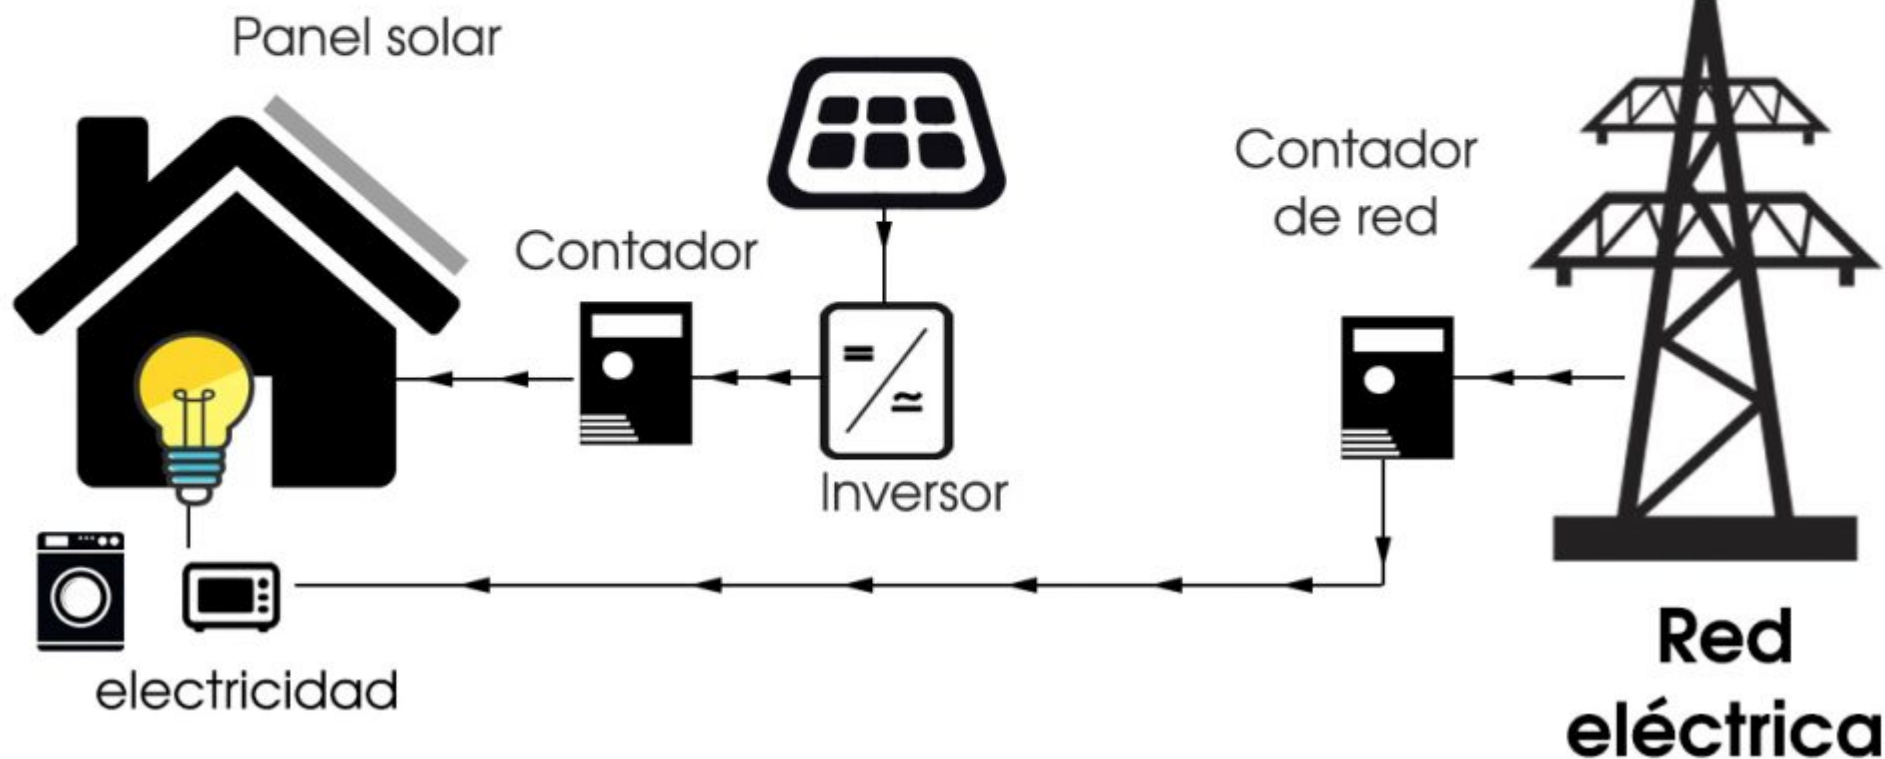 Panel solar
Contador
Inversor
Contador
de red
electricidad
Red
eléctrica